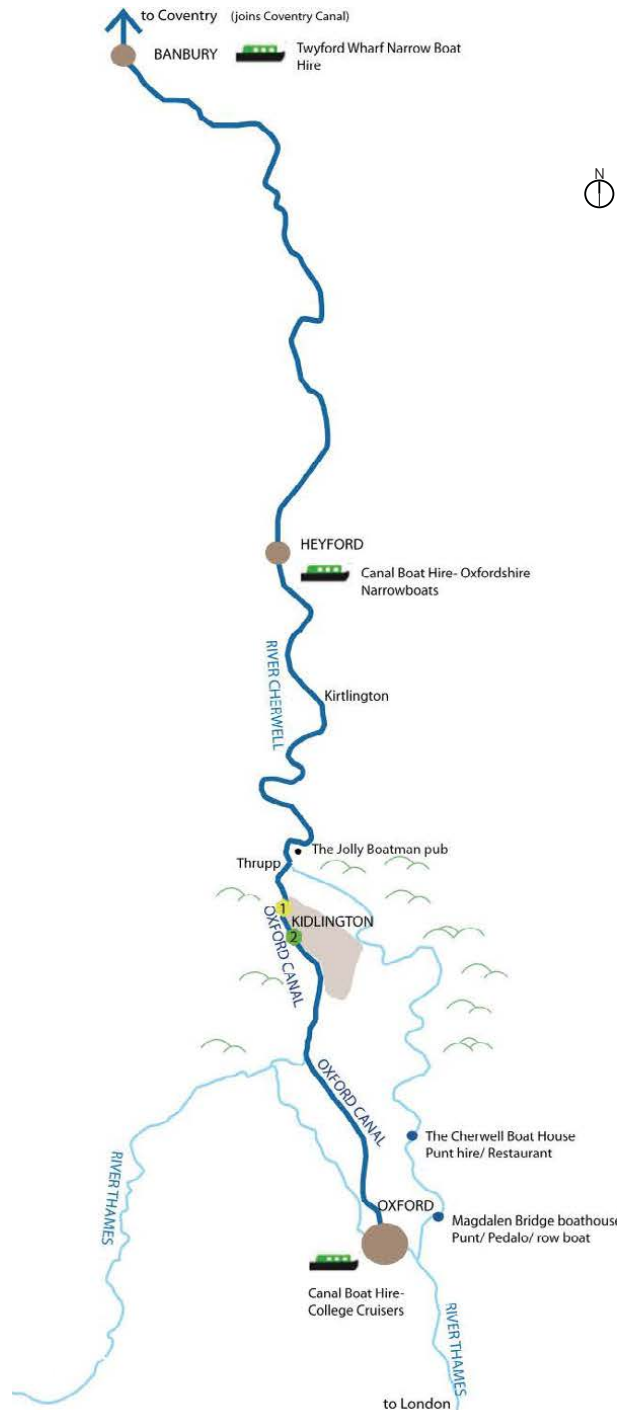 to Coventry (joins Coventry Canal)
BANBURY
Twyford Wharf Narrow Boat
Hire
N
HEYFORD
Canal Boat Hire- Oxfordshire
Narrowboats
RIVER CHERWELL
Kirtlington
The Jolly Boatman pub
Thrupp
1
KIDLINGTON
2
OXFORD CANAL
OXFORD CANAL
The Cherwell Boat House
Punt hire/ Restaurant
RIVER THAMES
OXFORD
Magdalen Bridge boathouse
Punt/ Pedalo/ row boat
Canal Boat Hire-
College Cruisers
RIVER THAMES
to London